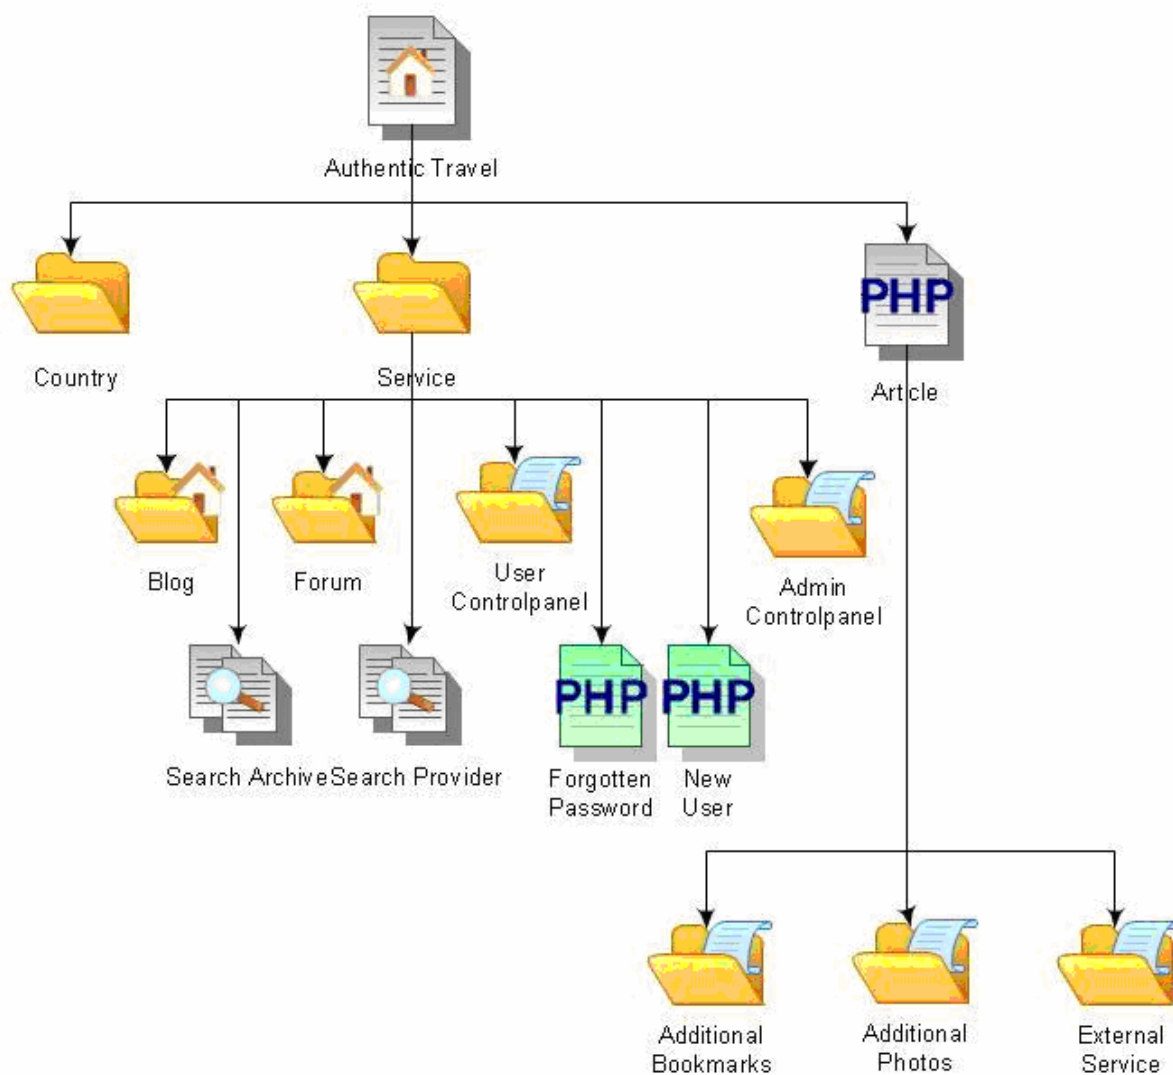 Authentic Travel
Country
Service
PHP
Article
Blog
Forum
User
Controlpanel
Admin
Controlpanel
Search Archive
Search Provider
PHP
Forgotten
Password
PHP
New
User
Additional
Bookmarks
Additional
Photos
External
Service